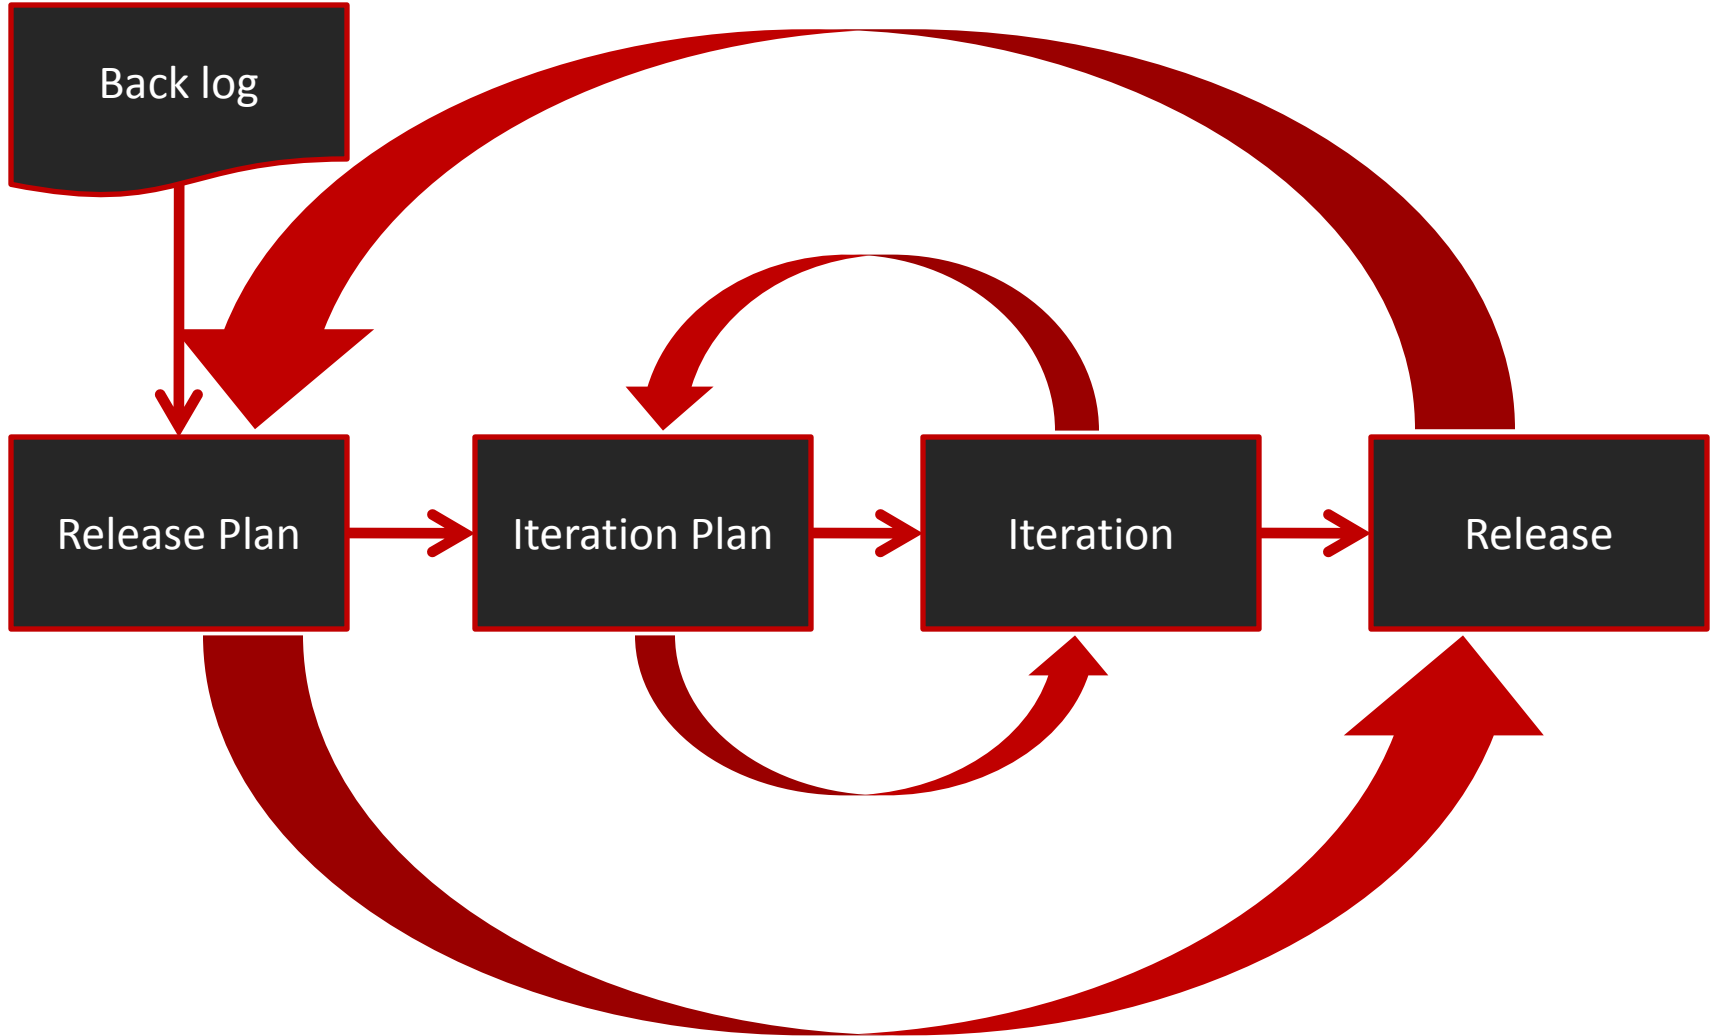 Back log
Release Plan
Iteration Plan
Iteration
Release